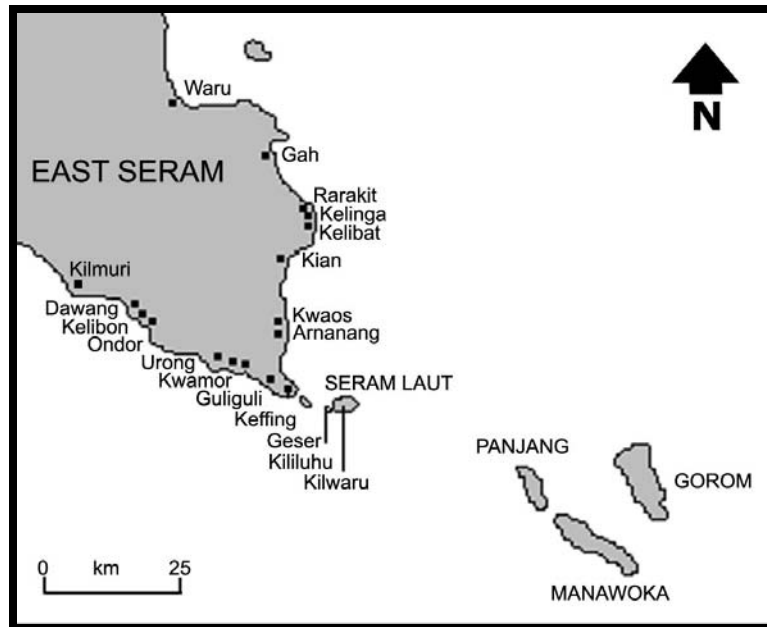 Waru
N
Gah
EAST SERAM
Rarakit
Kelinga
Kelibat
Kian
Kilmuri
Dawang
Kelibon
Ondor
Kwaos
Arnanang
Urong
Kwamor
Guliguli
Keffing
SERAM LAUT
Geser
Kililuhu
Kilwaru
PANJANG
GOROM
MANAWOKA
0 km 25